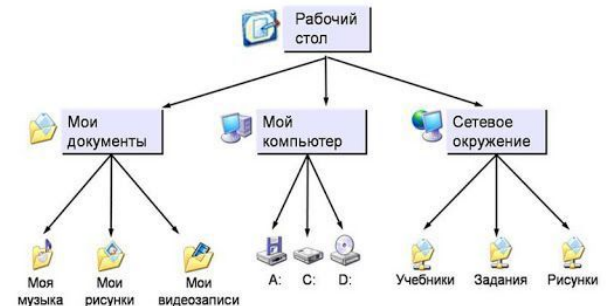 Рабочий
стол
Мои
документы
Мой
компьютер
Сетевое
окружение
Моя
музыка
Мои
рисунки
Мои
видеозаписи
A:
C:
D:
Учебники
Задания
Рисунки